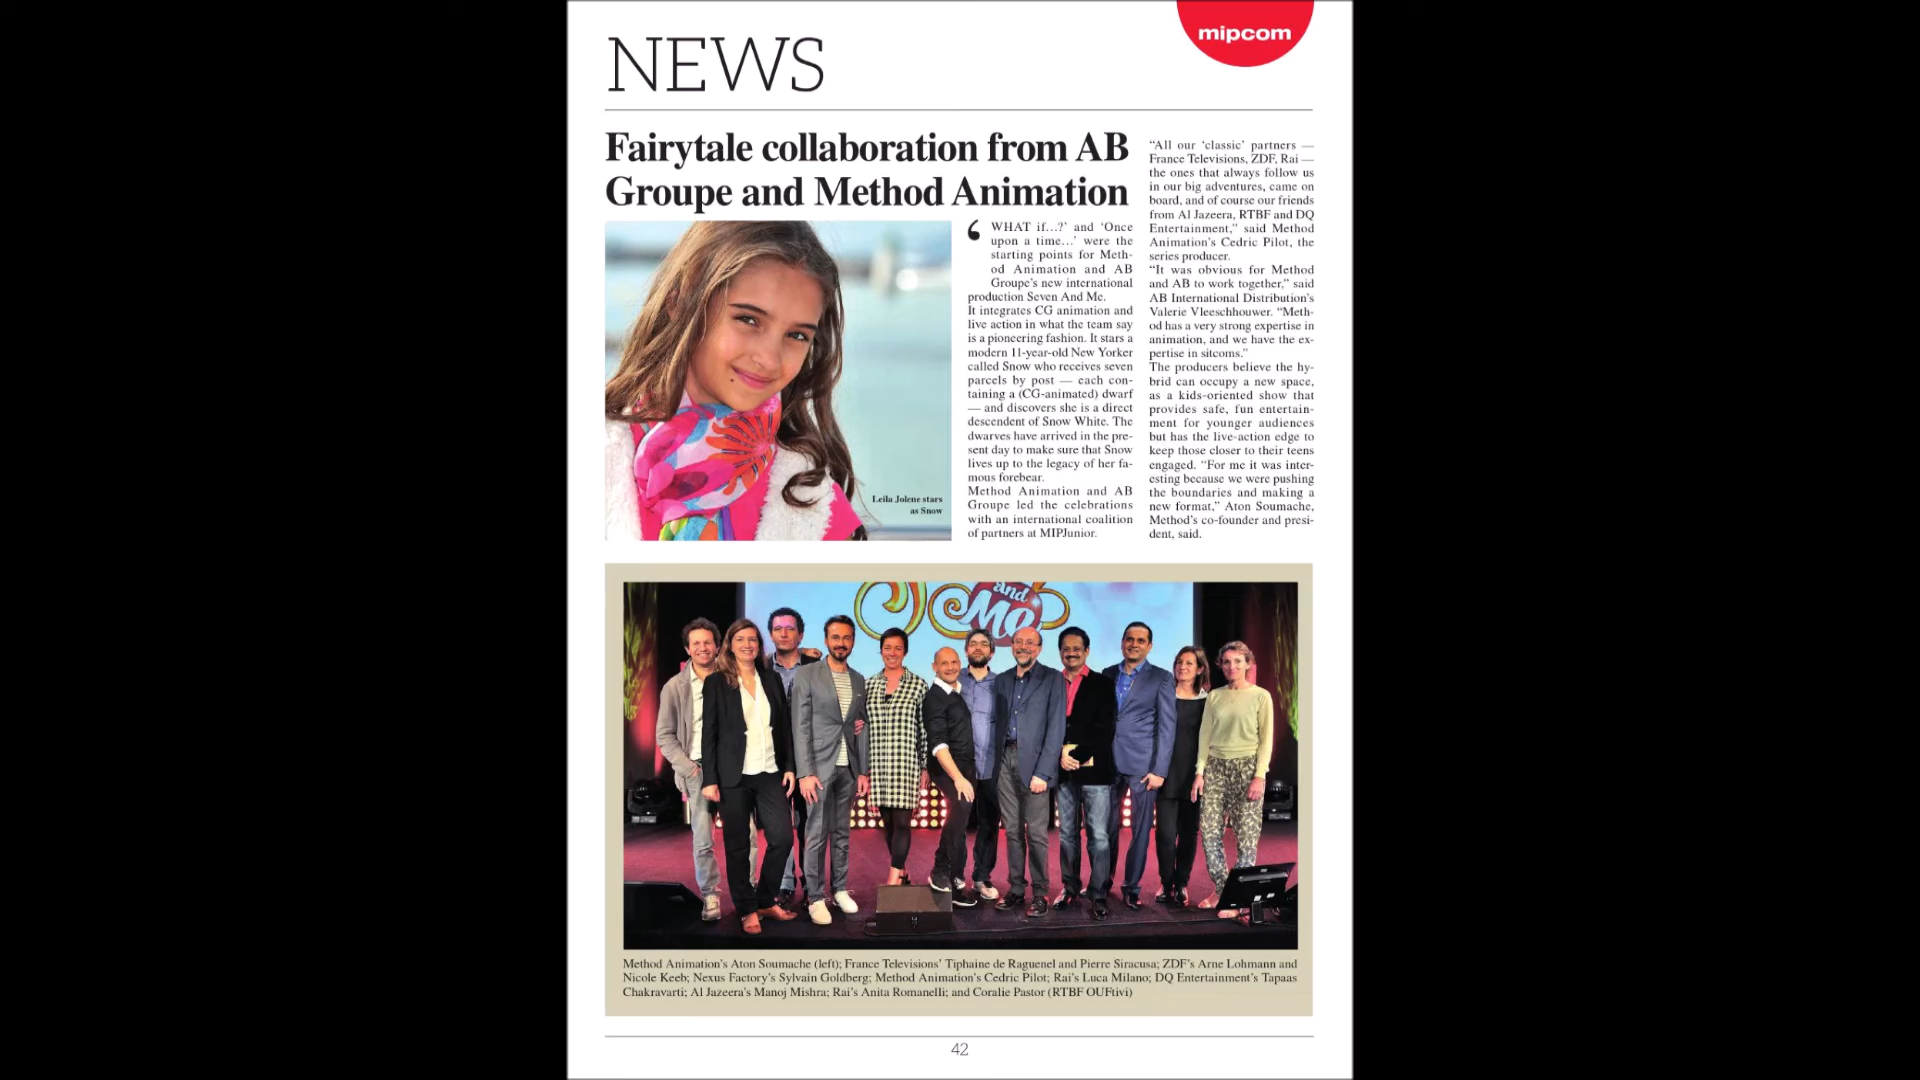 NEWS
mipcom
Fairytale collaboration from AB
Groupe and Method Animation
Leila Jolene stars
as Snow
‘
WHAT if...?’ and ‘Once
upon a time...’ were the
starting points for Meth-
od Animation and AB
Groupe's new international
production Seven And Me.
It integrates CG animation and
live action in what the team say
is a pioneering fashion. It stars a
modern 11-year-old New Yorker
called Snow who receives seven
parcels by post — each con-
taining a (CG-animated) dwarf
— and discovers she is a direct
descendent of Snow White. The
dwarves have arrived in the pre-
sent day to make sure that Snow
lives up to the legacy of her fa-
mous forebear.
Method Animation and AB
Groupe led the celebrations
with an international coalition
of partners at MIPJunior.
“All our ‘classic’ partners —
France Televisions, ZDF, Rai —
the ones that always follow us
in our big adventures, came on
board, and of course our friends
from Al Jazeera, RTBF and DQ
Entertainment,” said Method
Animation's Cedric Pilot, the
series producer.
“It was obvious for Method
and AB to work together,” said
AB International Distribution's
Valerie Vleeschhouwer. “Meth-
od has a very strong expertise in
animation, and we have the ex-
pertise in sitcoms.”
The producers believe the hy-
brid can occupy a new space,
as a kids-oriented show that
provides safe, fun entertain-
ment for younger audiences
but has the live-action edge to
keep those closer to their teens
engaged. “For me it was inter-
esting because we were pushing
the boundaries and making a
new format,” Aton Soumache,
Method's co-founder and presi-
dent, said.
and
Me
Method Animation's Aton Soumache (left); France Televisions' Tiphaine de Raguenel and Pierre Siracusa; ZDF's Arne Lohmann and
Nicole Keeb; Nexus Factory's Sylvain Goldberg; Method Animation's Cedric Pilot; Rai's Luca Milano; DQ Entertainment's Tapaas
Chakravarti; Al Jazeera's Manoj Mishra; Rai's Anita Romanelli; and Coralie Pastor (RTBF OUFtivi)
42